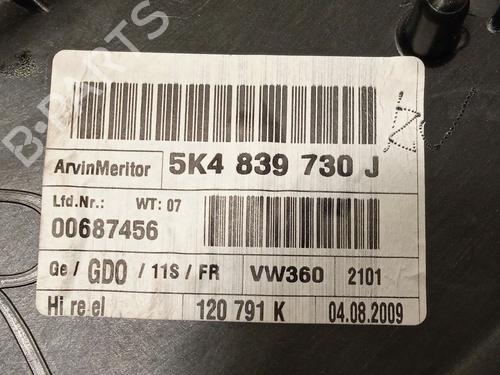 B-PARTS
ArvinMeritor 5K4 839 730 J
Lfd.Nr.: WT: 07
00687456
Ge / GDO / 11S / FR VW360 2101
Hi re.el 120 791 K 04.08.2009